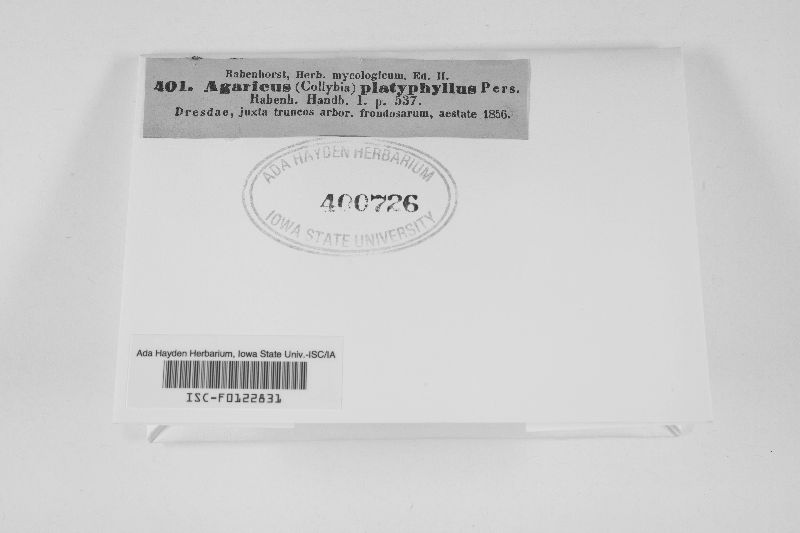 Rabenhorst, Herb. mycologicum, Ed. II.
401. Agaricus (Collybia) platyphyllus Pers.
Rabenh. Handb. I. p. 537.
Dresdae, juxta truncos arbor. frondosarum, aestate 1856.
ADA HAYDEN HERBARIUM
400726
IOWA STATE UNIVERSITY
Ada Hayden Herbarium, Iowa State Univ.-ISC/IA
ISC-F0122831